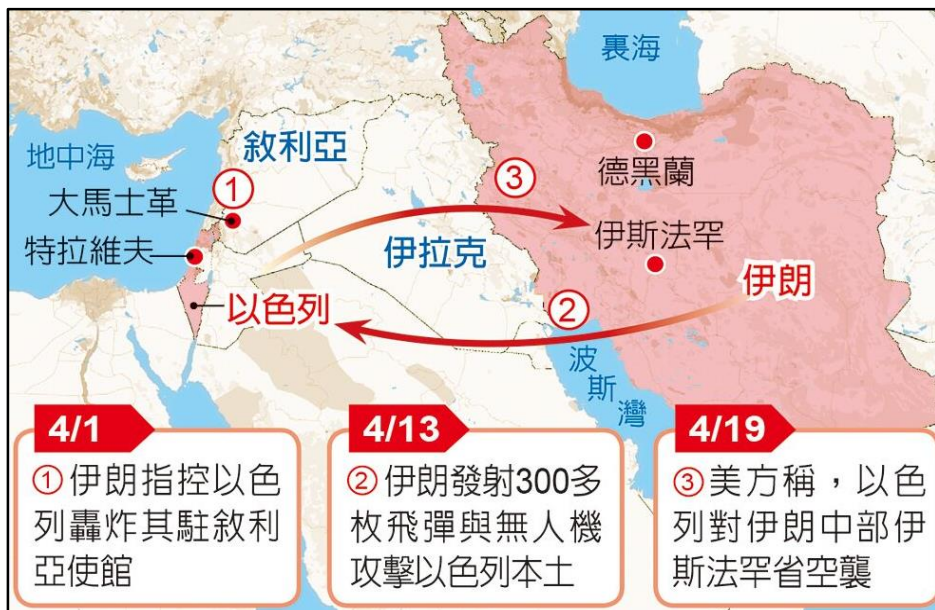 裏海
敘利亞
地中海
①
③
德黑蘭
大馬士革
伊斯法罕
特拉維夫
伊拉克
伊朗
以色列
②
波斯灣
4/1
①伊朗指控以色
列轟炸其駐敘利
亞使館
4/13
②伊朗發射300多
枚飛彈與無人機
攻擊以色列本土
4/19
③美方稱，以色
列對伊朗中部伊
斯法罕省空襲